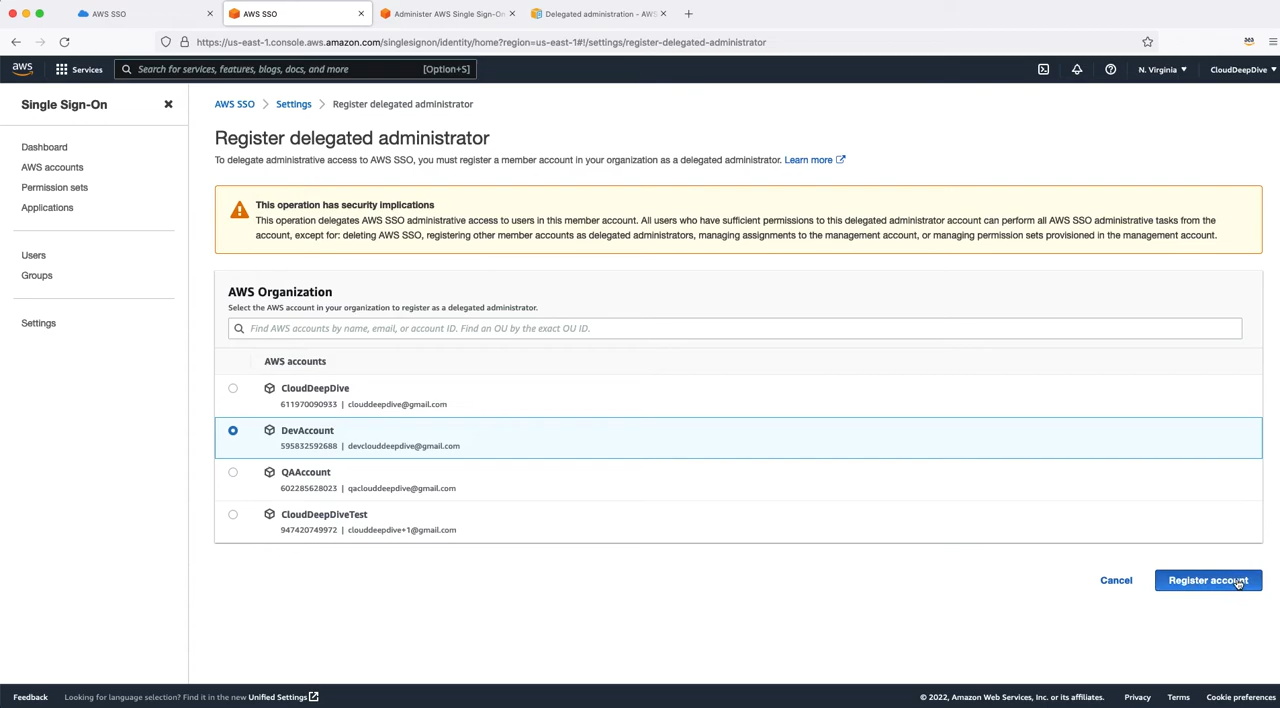 AWS SSO
AWS SSO
Administer AWS Single Sign-On
Delegated administration - AWS
https://us-east-1.console.aws.amazon.com/singlesignon/identity/home?region=us-east-1#!/settings/register-delegated-administrator
aws
Services
Search for services, features, blogs, docs, and more
[Option+S]
N. Virginia
CloudDeepDive
Single Sign-On
Dashboard
AWS accounts
Permission sets
Applications
Users
Groups
Settings
AWS SSO
Settings
Register delegated administrator
Register delegated administrator
To delegate administrative access to AWS SSO, you must register a member account in your organization as a delegated administrator. Learn more
This operation has security implications
This operation delegates AWS SSO administrative access to users in this member account. All users who have sufficient permissions to this delegated administrator account can perform all AWS SSO administrative tasks from the
account, except for: deleting AWS SSO, registering other member accounts as delegated administrators, managing assignments to the management account, or managing permission sets provisioned in the management account.
AWS Organization
Select the AWS account in your organization to register as a delegated administrator.
Find AWS accounts by name, email, or account ID. Find an OU by the exact OU ID.
AWS accounts
CloudDeepDive
611970090933 | clouddeepdive@gmail.com
DevAccount
595832592688 | devclouddeepdive@gmail.com
QAAccount
602285628023 | qaclouddeepdive@gmail.com
CloudDeepDiveTest
947420749972 | clouddeepdive+1@gmail.com
Cancel
Register account
Feedback
Looking for language selection? Find it in the new Unified Settings
© 2022, Amazon Web Services, Inc. or its affiliates.
Privacy
Terms
Cookie preferences